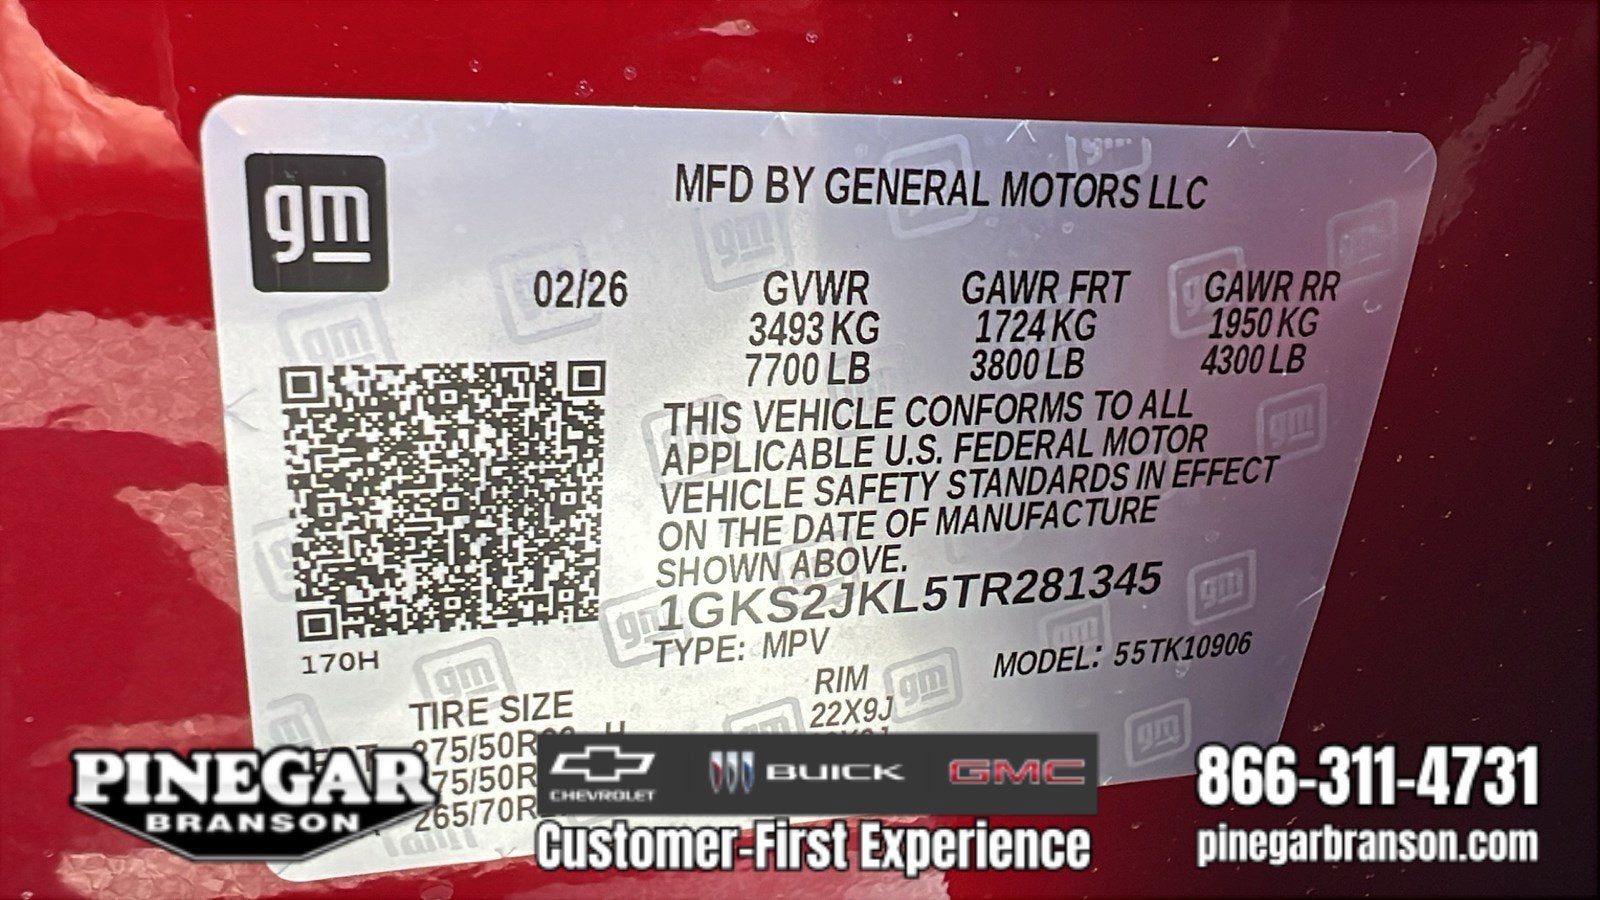 gm
MFD BY GENERAL MOTORS LLC
02/26 GVWR GAWR FRT GAWR RR
3493 KG 1724 KG 1950 KG
7700 LB 3800 LB 4300 LB
THIS VEHICLE CONFORMS TO ALL
APPLICABLE U.S. FEDERAL MOTOR
VEHICLE SAFETY STANDARDS IN EFFECT
ON THE DATE OF MANUFACTURE
SHOWN ABOVE.
1GKS2JKL5TR281345
170H
TYPE: MPV MODEL: 55TK10906
TIRE SIZE RIM
22X9J
265/70R
PINEGAR
BRANSON
CHEVROLET
BUICK
GMC
Customer-First Experience
866-311-4731
pinegarbranson.com